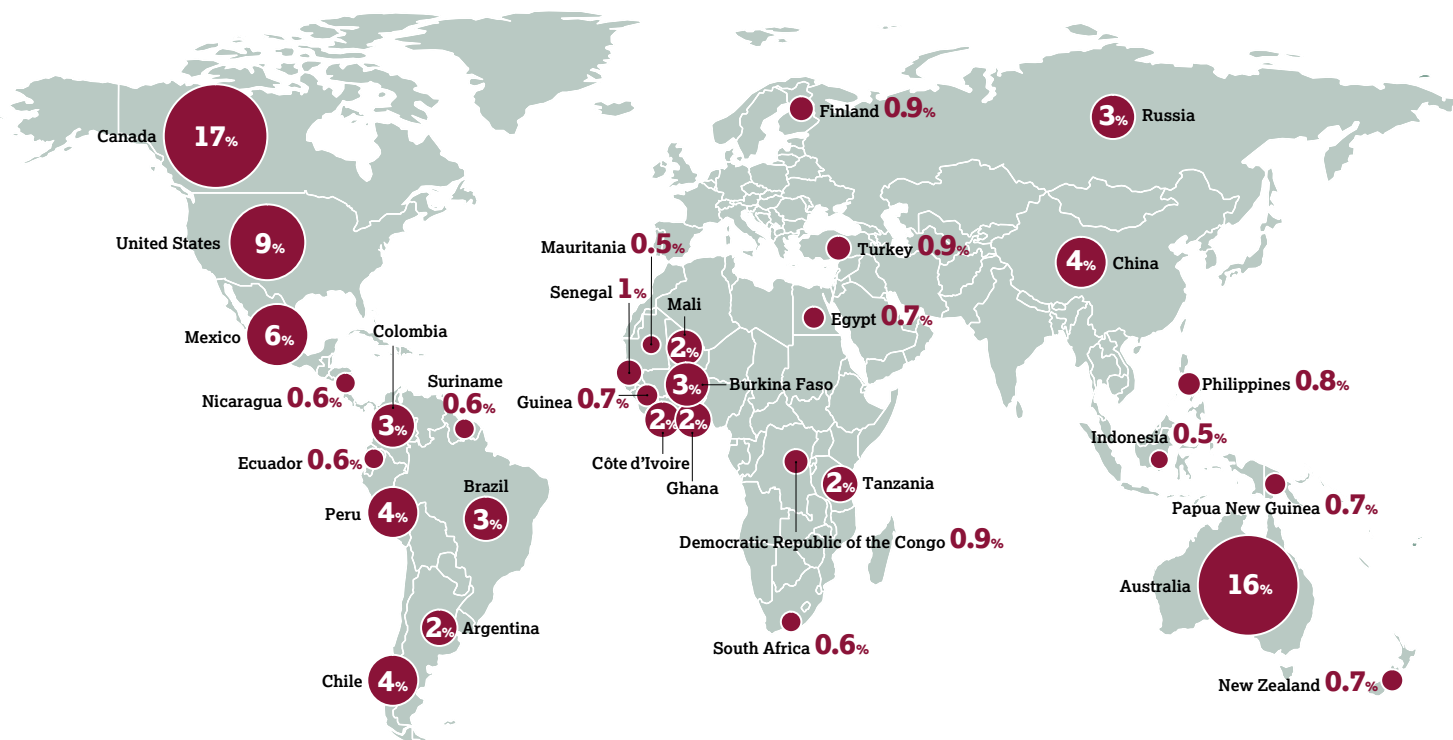 Canada 17%
United States 9%
Mexico 6%
Nicaragua 0.6%
Colombia
3%
Suriname
0.6%
Ecuador 0.6%
Peru 4%
Brazil
3%
Argentina 2%
Chile 4%
Finland 0.9%
Russia 3%
Mauritania 0.5%
Turkey 0.9%
China 4%
Senegal 1%
Mali
2%
Egypt 0.7%
Burkina Faso 3%
Guinea 0.7%
2%
Côte d'Ivoire
2%
Ghana
Tanzania 2%
Democratic Republic of the Congo 0.9%
South Africa 0.6%
Philippines 0.8%
Indonesia 0.5%
Papua New Guinea 0.7%
Australia 16%
New Zealand 0.7%